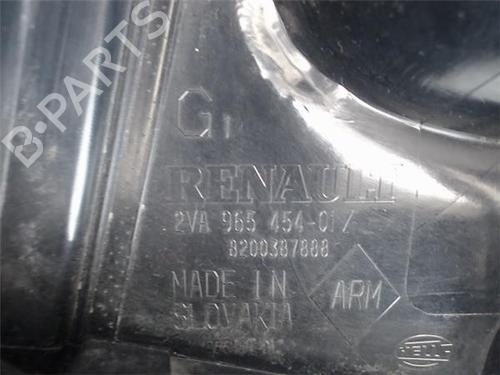 B-PARTS
G
RENAULT
2VA 965 454-01/
8200387888
MADE IN
SLOVAKIA
ARM
HELLA